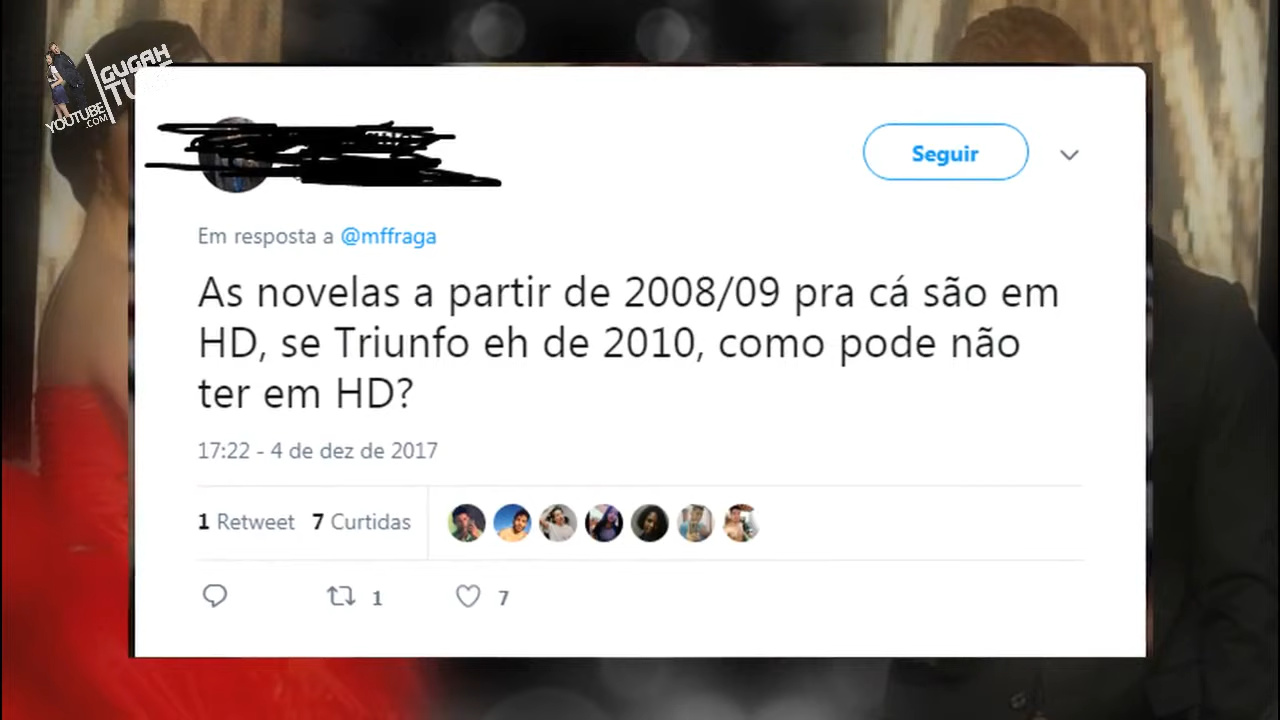 GUGAH
TUBE
YOUTUBE
.COM
Seguir
Em resposta a @mffraga
As novelas a partir de 2008/09 pra cá são em
HD, se Triunfo eh de 2010, como pode não
ter em HD?
17:22 - 4 de dez de 2017
1 Retweet 7 Curtidas
1 7